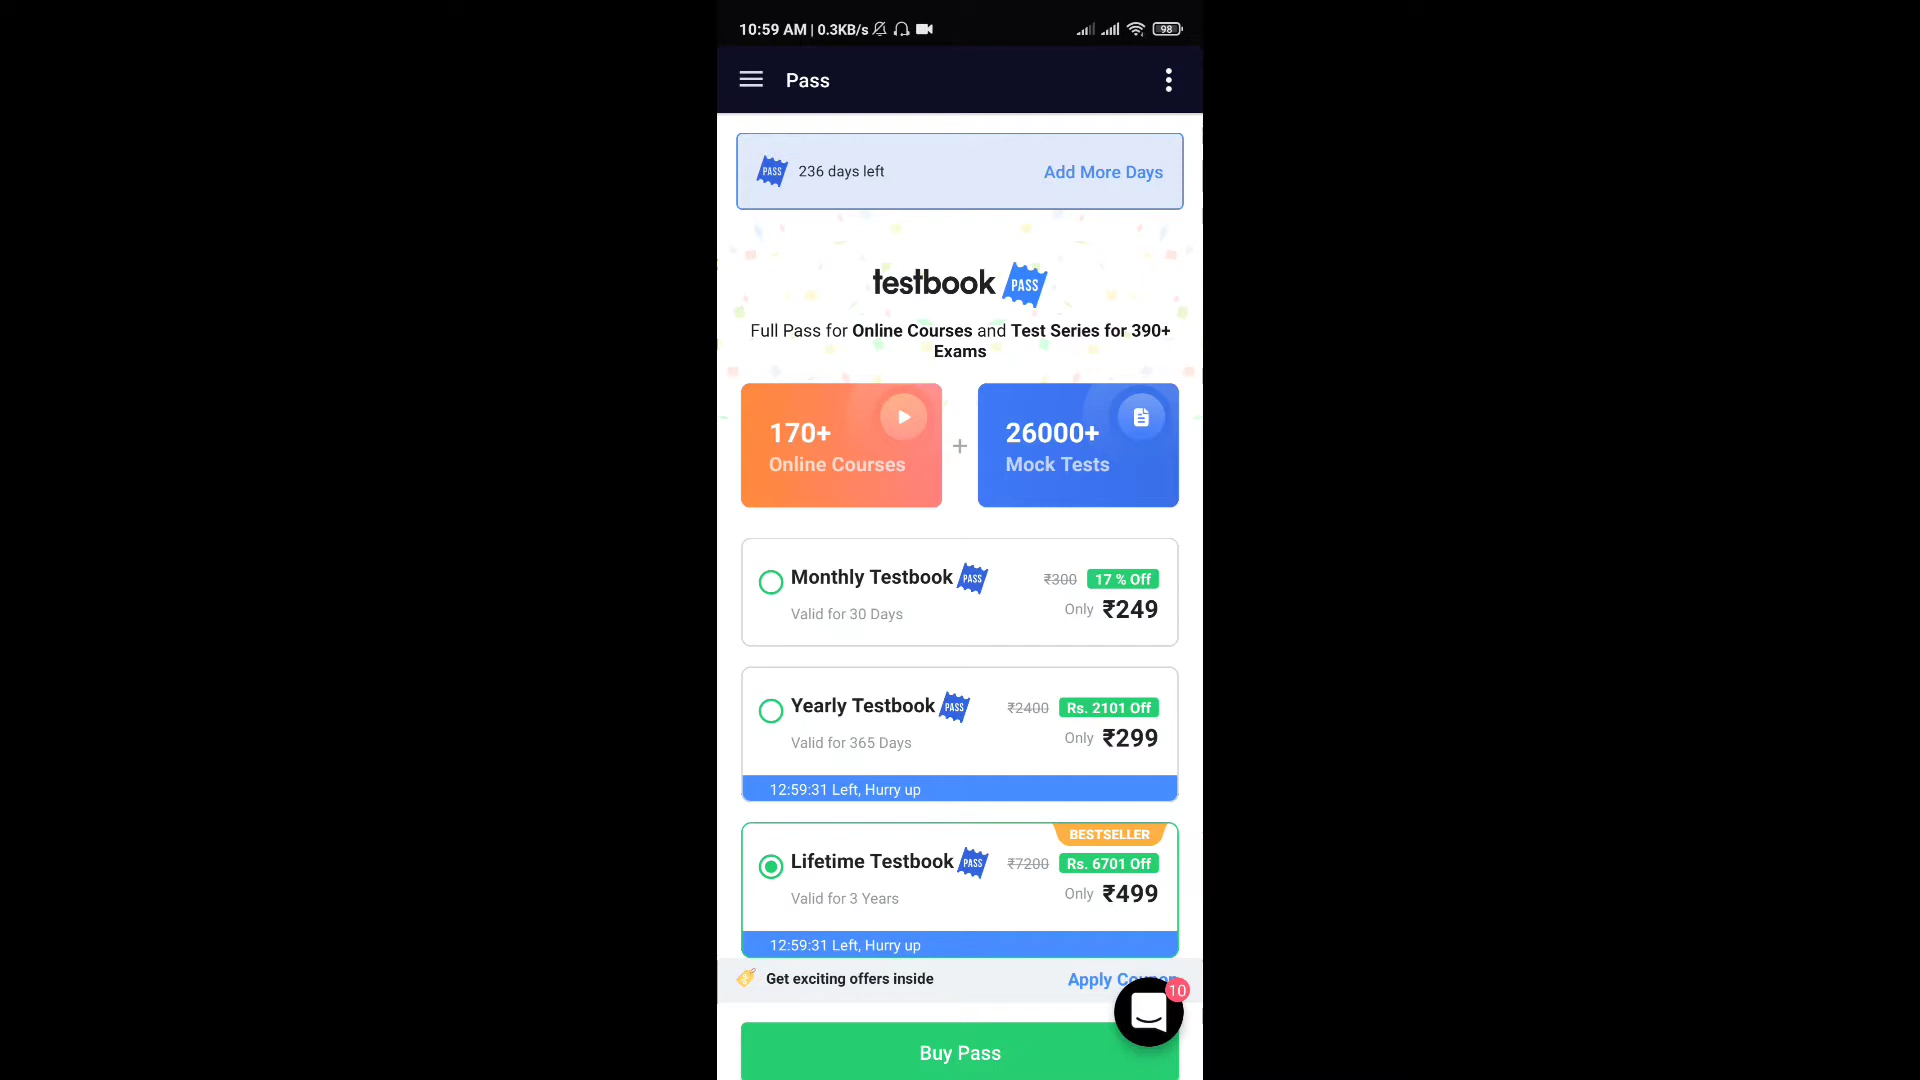 10:59 AM | 0.3KB/s 98
Pass
PASS 236 days left Add More Days
testbook PASS
Full Pass for Online Courses and Test Series for 390+
Exams
170+
Online Courses
+
26000+
Mock Tests
Monthly Testbook PASS ₹300 17 % Off
Valid for 30 Days Only ₹249
Yearly Testbook PASS ₹2400 Rs. 2101 Off
Valid for 365 Days Only ₹299
12:59:31 Left, Hurry up
BESTSELLER
Lifetime Testbook PASS ₹7200 Rs. 6701 Off
Valid for 3 Years Only ₹499
12:59:31 Left, Hurry up
Get exciting offers inside Apply Coupon
10
Buy Pass